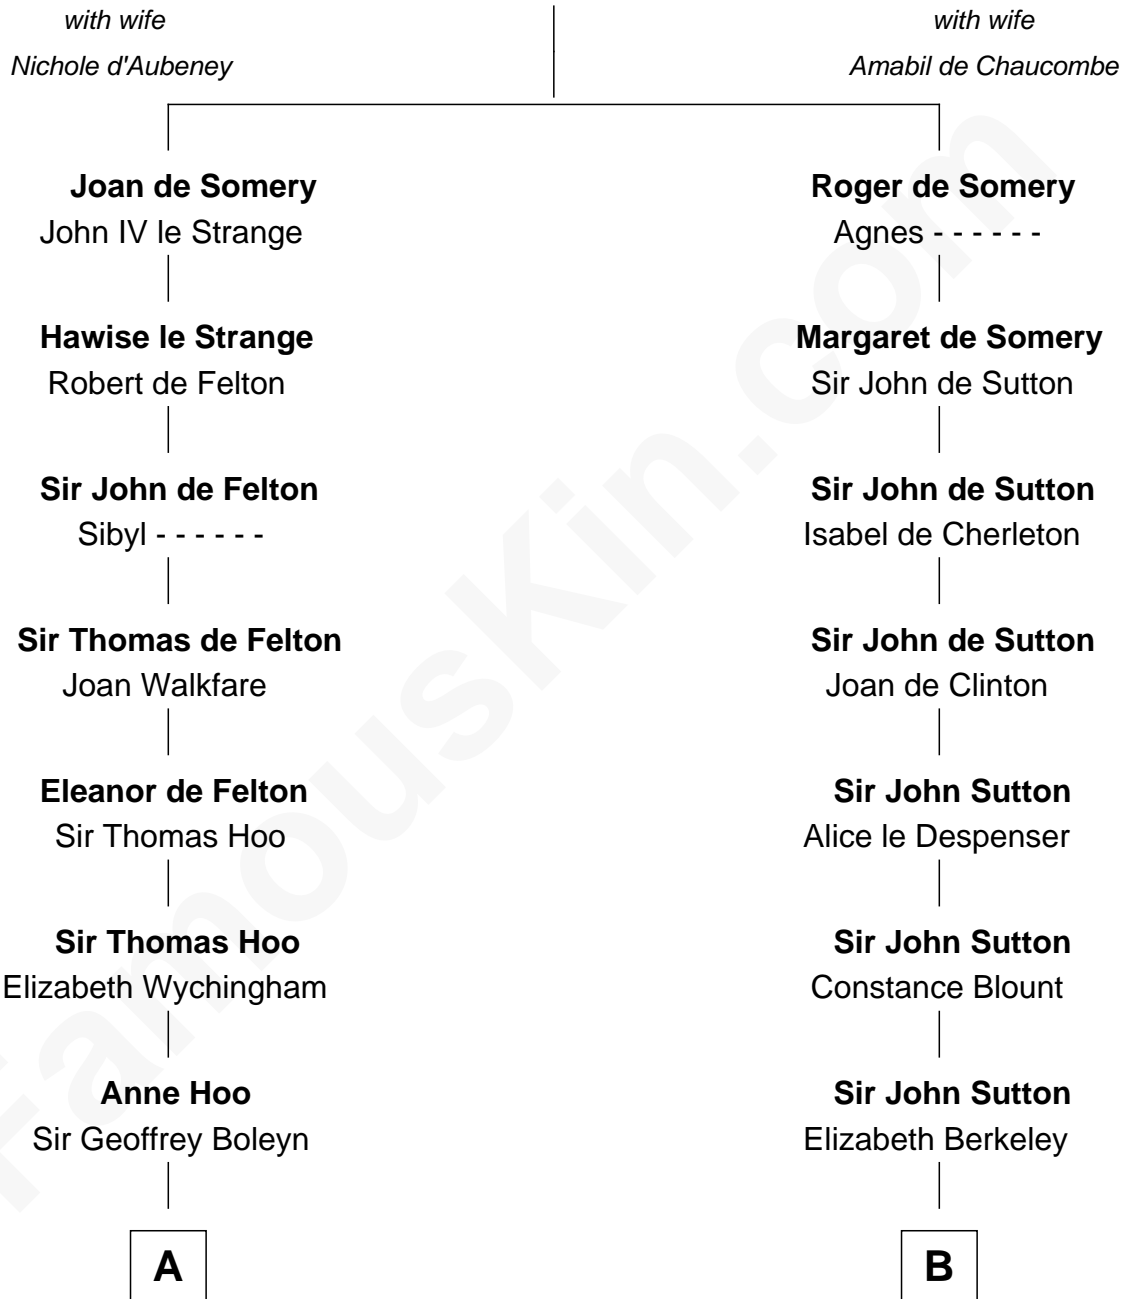 with wife
Nichole d'Aubeney
with wife
Amabil de Chaucombe
Joan de Somery
John IV le Strange
Roger de Somery
Agnes - - - - - -
Hawise le Strange
Robert de Felton
Margaret de Somery
Sir John de Sutton
Sir John de Felton
Sibyl - - - - - -
Sir John de Sutton
Isabel de Cherleton
Sir Thomas de Felton
Joan Walkfare
Sir John de Sutton
Joan de Clinton
Eleanor de Felton
Sir Thomas Hoo
Sir John Sutton
Alice le Despenser
Sir Thomas Hoo
Elizabeth Wychingham
Sir John Sutton
Constance Blount
Anne Hoo
Sir Geoffrey Boleyn
Sir John Sutton
Elizabeth Berkeley
A
B
FamousKin.com